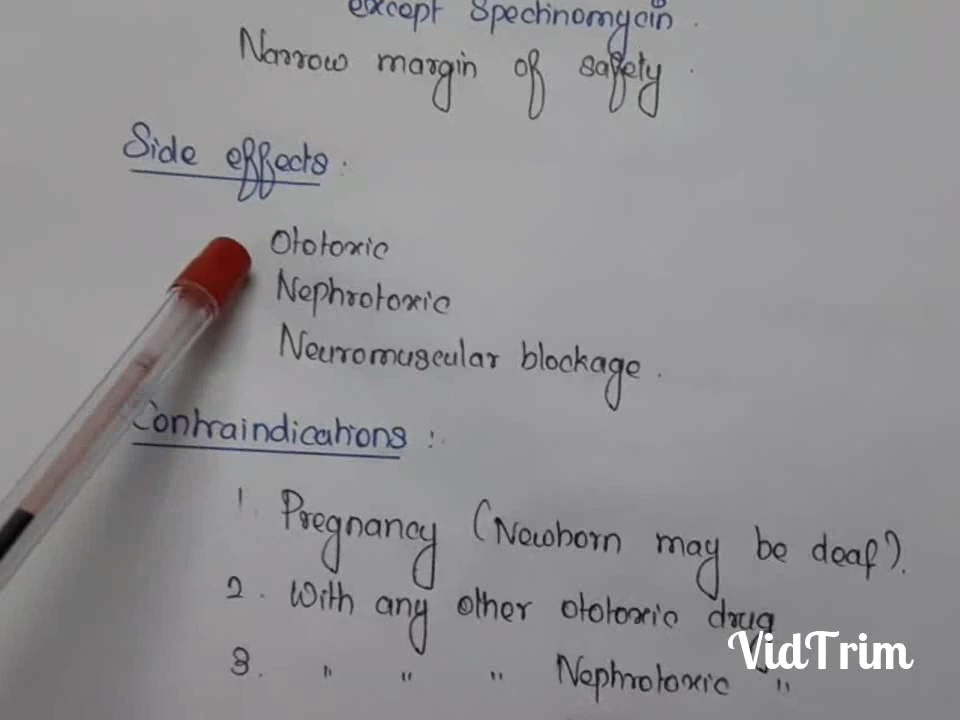 except Spectinomycin.
Narrow margin of safety.
Side effects:
Ototoxic
Nephrotoxic
Neuromuscular blockage.
Contraindications:
1. Pregnancy (Newborn may be deaf).
2. With any other ototoxic drug
3. " " " Nephrotoxic "
VidTrim